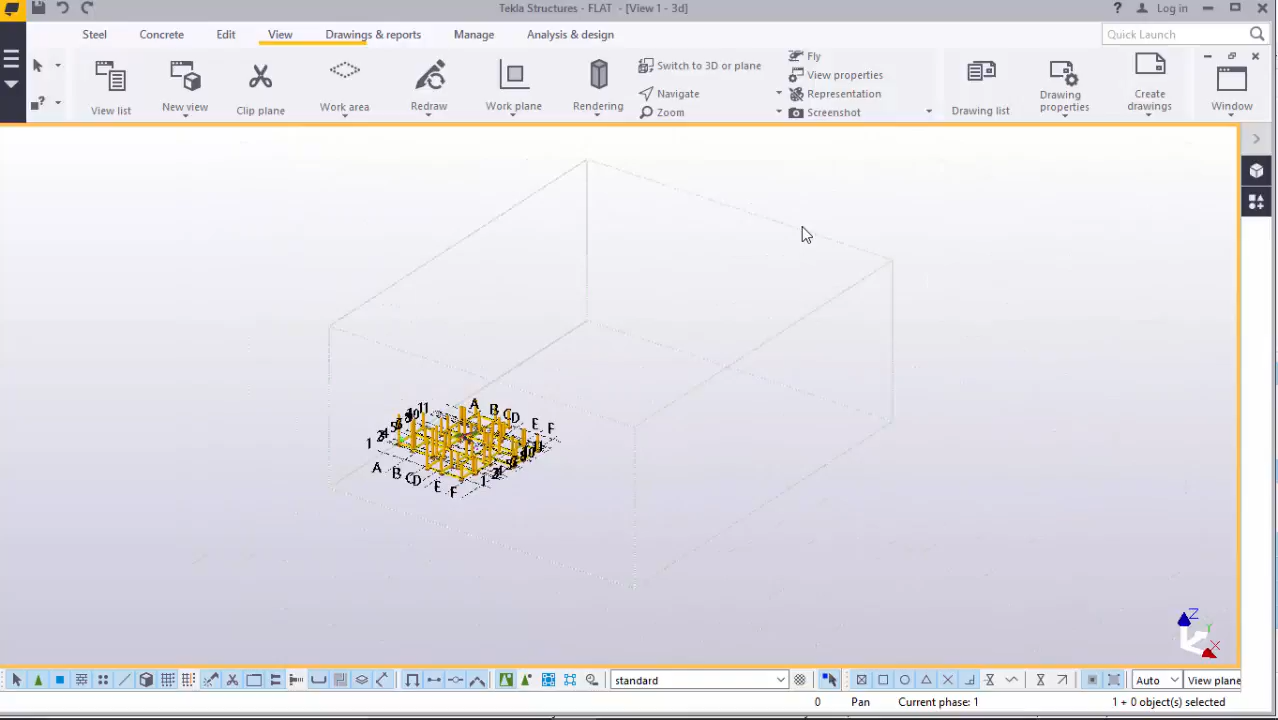 Tekla Structures - FLAT - [View 1 - 3d]
Log in
Steel
Concrete
Edit
View
Drawings & reports
Manage
Analysis & design
Quick Launch
View list
New view
Clip plane
Work area
Redraw
Work plane
Rendering
Switch to 3D or plane
Navigate
Zoom
Fly
View properties
Representation
Screenshot
Drawing list
Drawing properties
Create drawings
Window
A
B
C
D
E
F
1
A
B
C
D
E
F
1
Z
Y
X
standard
Auto
View plane
0
Pan
Current phase: 1
1 + 0 object(s) selected